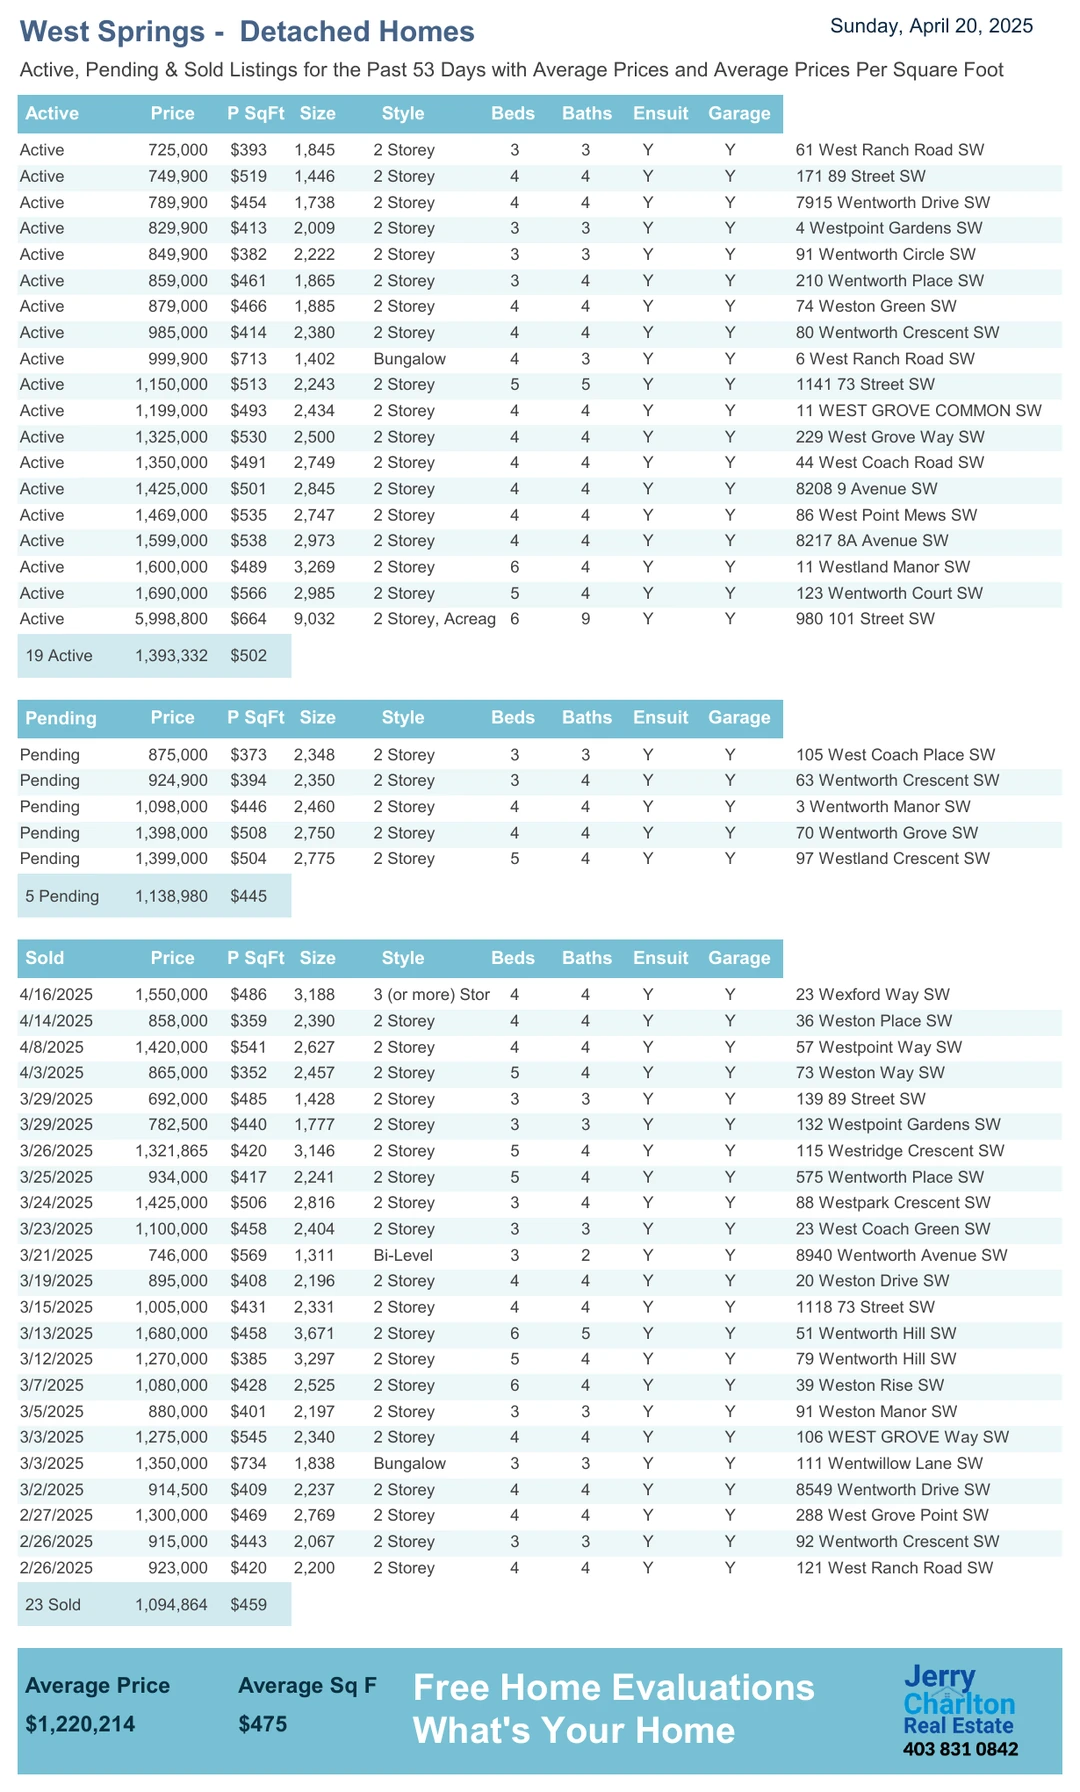 West Springs -  Detached Homes
Sunday, April 20, 2025
Active, Pending & Sold Listings for the Past 53 Days with Average Prices and Average Prices Per Square Foot
Active Price P SqFt Size Style Beds Baths Ensuit Garage
Active 725,000 $393 1,845 2 Storey 3 3 Y Y 61 West Ranch Road SW
Active 749,900 $519 1,446 2 Storey 4 4 Y Y 171 89 Street SW
Active 789,900 $454 1,738 2 Storey 4 4 Y Y 7915 Wentworth Drive SW
Active 829,900 $413 2,009 2 Storey 3 3 Y Y 4 Westpoint Gardens SW
Active 849,900 $382 2,222 2 Storey 3 3 Y Y 91 Wentworth Circle SW
Active 859,000 $461 1,865 2 Storey 3 4 Y Y 210 Wentworth Place SW
Active 879,000 $466 1,885 2 Storey 4 4 Y Y 74 Weston Green SW
Active 985,000 $414 2,380 2 Storey 4 4 Y Y 80 Wentworth Crescent SW
Active 999,900 $713 1,402 Bungalow 4 3 Y Y 6 West Ranch Road SW
Active 1,150,000 $513 2,243 2 Storey 5 5 Y Y 1141 73 Street SW
Active 1,199,000 $493 2,434 2 Storey 4 4 Y Y 11 WEST GROVE COMMON SW
Active 1,325,000 $530 2,500 2 Storey 4 4 Y Y 229 West Grove Way SW
Active 1,350,000 $491 2,749 2 Storey 4 4 Y Y 44 West Coach Road SW
Active 1,425,000 $501 2,845 2 Storey 4 4 Y Y 8208 9 Avenue SW
Active 1,469,000 $535 2,747 2 Storey 4 4 Y Y 86 West Point Mews SW
Active 1,599,000 $538 2,973 2 Storey 4 4 Y Y 8217 8A Avenue SW
Active 1,600,000 $489 3,269 2 Storey 6 4 Y Y 11 Westland Manor SW
Active 1,690,000 $566 2,985 2 Storey 5 4 Y Y 123 Wentworth Court SW
Active 5,998,800 $664 9,032 2 Storey, Acreag 6 9 Y Y 980 101 Street SW
19 Active 1,393,332 $502
Pending Price P SqFt Size Style Beds Baths Ensuit Garage
Pending 875,000 $373 2,348 2 Storey 3 3 Y Y 105 West Coach Place SW
Pending 924,900 $394 2,350 2 Storey 3 4 Y Y 63 Wentworth Crescent SW
Pending 1,098,000 $446 2,460 2 Storey 4 4 Y Y 3 Wentworth Manor SW
Pending 1,398,000 $508 2,750 2 Storey 4 4 Y Y 70 Wentworth Grove SW
Pending 1,399,000 $504 2,775 2 Storey 5 4 Y Y 97 Westland Crescent SW
5 Pending 1,138,980 $445
Sold Price P SqFt Size Style Beds Baths Ensuit Garage
4/16/2025 1,550,000 $486 3,188 3 (or more) Stor 4 4 Y Y 23 Wexford Way SW
4/14/2025 858,000 $359 2,390 2 Storey 4 4 Y Y 36 Weston Place SW
4/8/2025 1,420,000 $541 2,627 2 Storey 4 4 Y Y 57 Westpoint Way SW
4/3/2025 865,000 $352 2,457 2 Storey 5 4 Y Y 73 Weston Way SW
3/29/2025 692,000 $485 1,428 2 Storey 3 3 Y Y 139 89 Street SW
3/29/2025 782,500 $440 1,777 2 Storey 3 3 Y Y 132 Westpoint Gardens SW
3/26/2025 1,321,865 $420 3,146 2 Storey 5 4 Y Y 115 Westridge Crescent SW
3/25/2025 934,000 $417 2,241 2 Storey 5 4 Y Y 575 Wentworth Place SW
3/24/2025 1,425,000 $506 2,816 2 Storey 3 4 Y Y 88 Westpark Crescent SW
3/23/2025 1,100,000 $458 2,404 2 Storey 3 3 Y Y 23 West Coach Green SW
3/21/2025 746,000 $569 1,311 Bi-Level 3 2 Y Y 8940 Wentworth Avenue SW
3/19/2025 895,000 $408 2,196 2 Storey 4 4 Y Y 20 Weston Drive SW
3/15/2025 1,005,000 $431 2,331 2 Storey 4 4 Y Y 1118 73 Street SW
3/13/2025 1,680,000 $458 3,671 2 Storey 6 5 Y Y 51 Wentworth Hill SW
3/12/2025 1,270,000 $385 3,297 2 Storey 5 4 Y Y 79 Wentworth Hill SW
3/7/2025 1,080,000 $428 2,525 2 Storey 6 4 Y Y 39 Weston Rise SW
3/5/2025 880,000 $401 2,197 2 Storey 3 3 Y Y 91 Weston Manor SW
3/3/2025 1,275,000 $545 2,340 2 Storey 4 4 Y Y 106 WEST GROVE Way SW
3/3/2025 1,350,000 $734 1,838 Bungalow 3 3 Y Y 111 Wentwillow Lane SW
3/2/2025 914,500 $409 2,237 2 Storey 4 4 Y Y 8549 Wentworth Drive SW
2/27/2025 1,300,000 $469 2,769 2 Storey 4 4 Y Y 288 West Grove Point SW
2/26/2025 915,000 $443 2,067 2 Storey 3 3 Y Y 92 Wentworth Crescent SW
2/26/2025 923,000 $420 2,200 2 Storey 4 4 Y Y 121 West Ranch Road SW
23 Sold 1,094,864 $459
Average Price Average Sq F
$1,220,214 $475
Free Home Evaluations
What's Your Home
Jerry
Charlton
Real Estate
403 831 0842